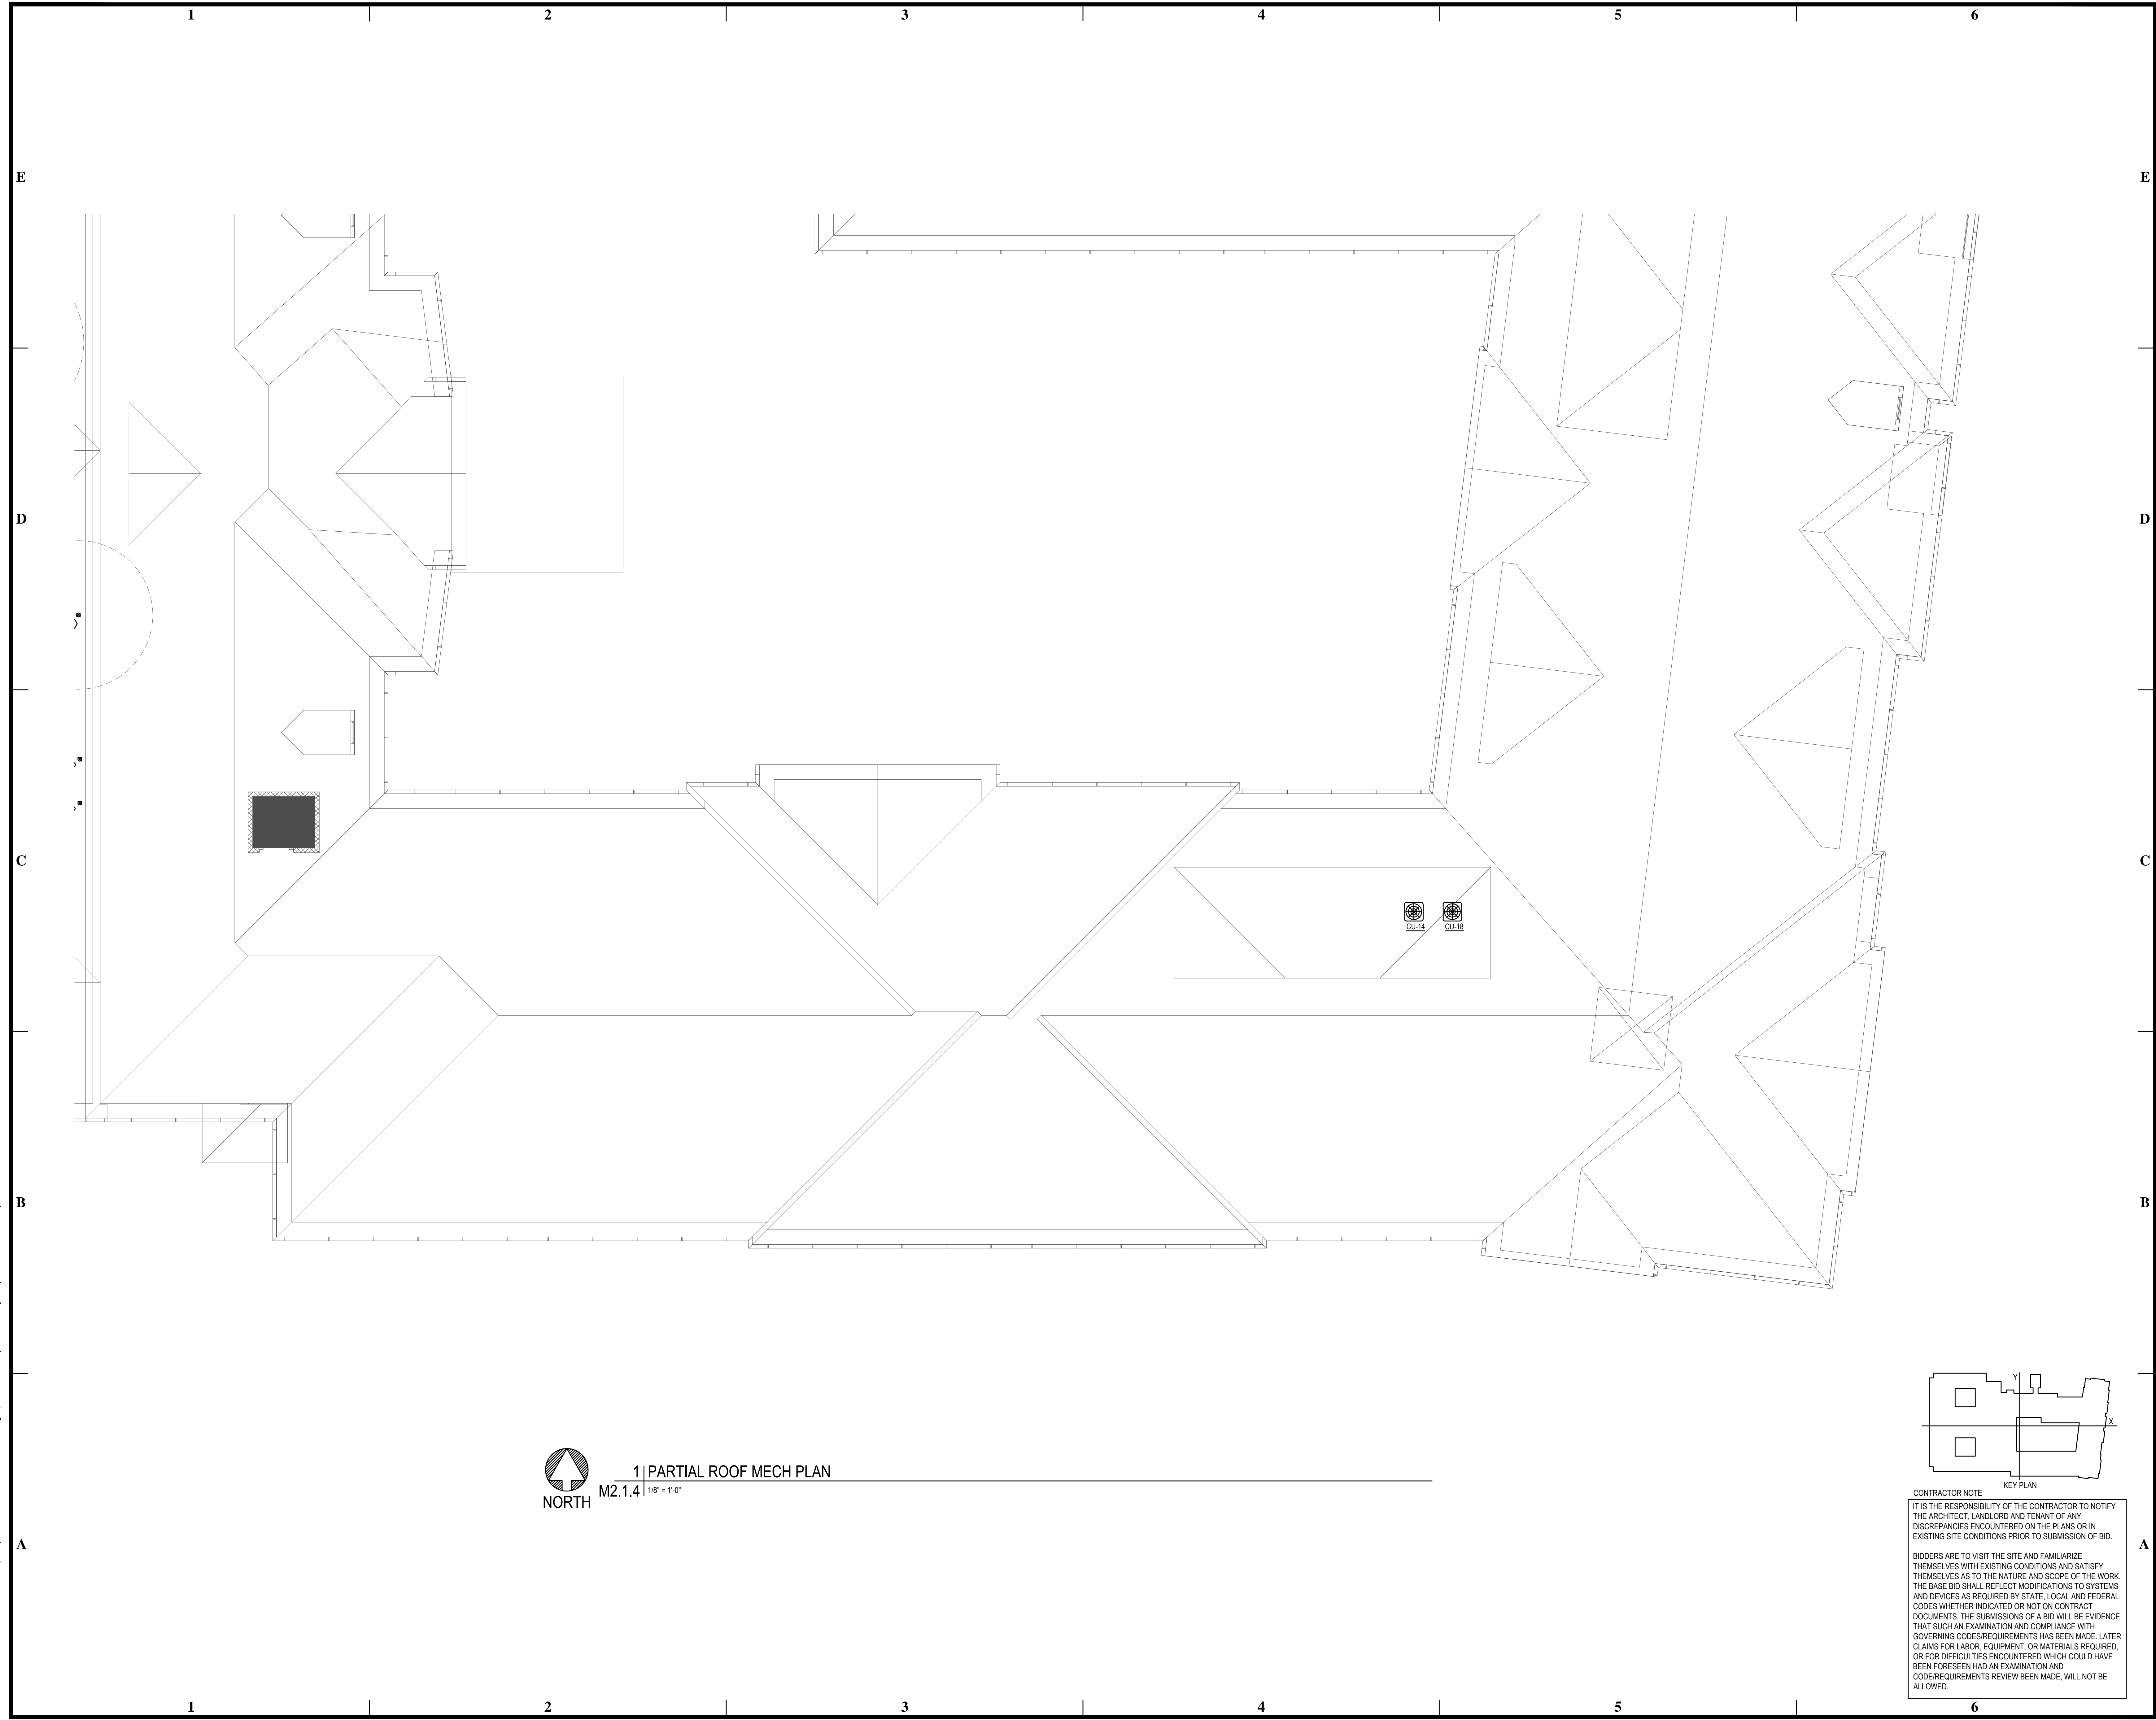 1 2 3 4 5 6
E E
D D
C C
CU-14 CU-18
B B
Y
X
KEY PLAN
1 PARTIAL ROOF MECH PLAN
M2.1.4 1/8" = 1'-0"
NORTH
CONTRACTOR NOTE
IT IS THE RESPONSIBILITY OF THE CONTRACTOR TO NOTIFY
THE ARCHITECT, LANDLORD AND TENANT OF ANY
DISCREPANCIES ENCOUNTERED ON THE PLANS OR IN
EXISTING SITE CONDITIONS PRIOR TO SUBMISSION OF BID.
BIDDERS ARE TO VISIT THE SITE AND FAMILIARIZE
THEMSELVES WITH EXISTING CONDITIONS AND SATISFY
THEMSELVES AS TO THE NATURE AND SCOPE OF THE WORK.
THE BASE BID SHALL REFLECT MODIFICATIONS TO SYSTEMS
AND DEVICES AS REQUIRED BY STATE, LOCAL AND FEDERAL
CODES WHETHER INDICATED OR NOT ON CONTRACT
DOCUMENTS. THE SUBMISSIONS OF A BID WILL BE EVIDENCE
THAT SUCH AN EXAMINATION AND COMPLIANCE WITH
GOVERNING CODES/REQUIREMENTS HAS BEEN MADE. LATER
CLAIMS FOR LABOR, EQUIPMENT, OR MATERIALS REQUIRED,
OR FOR DIFFICULTIES ENCOUNTERED WHICH COULD HAVE
BEEN FORESEEN HAD AN EXAMINATION AND
CODE/REQUIREMENTS REVIEW BEEN MADE, WILL NOT BE
ALLOWED.
A A
1 2 3 4 5 6